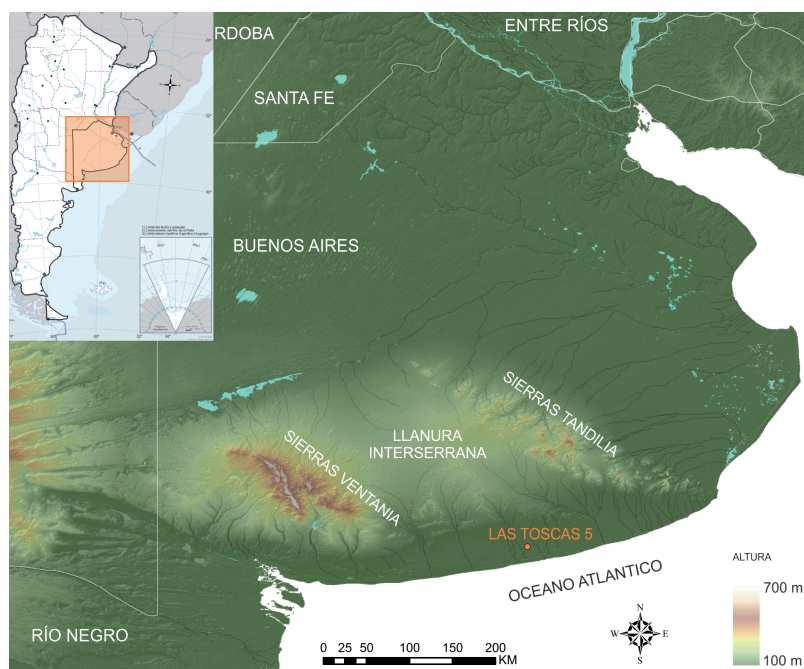 RDOBA
ENTRE RÍOS
SANTA FE
BUENOS AIRES
SIERRAS TANDILIA
LLANURA
INTERSERRANA
SIERRAS VENTANIA
LAS TOSCAS 5
OCEANO ATLANTICO
RÍO NEGRO
ALTURA
700 m
100 m
N
W
E
S
0 25 50 100 150 200
KM